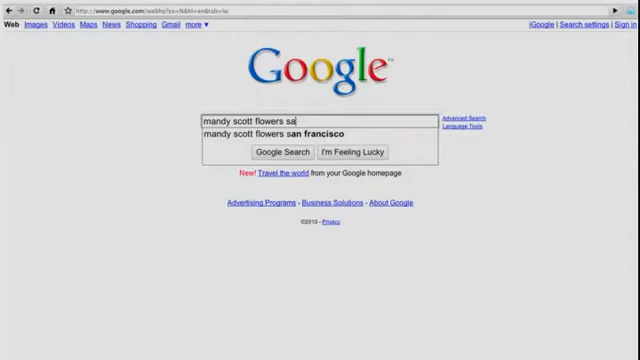 http://www.google.com/webhp?sa=N&hl=en&tab=lw
Web Images Videos Maps News Shopping Gmail more ▼
iGoogle | Search settings | Sign in
Google™
mandy scott flowers sa
Advanced Search
mandy scott flowers san francisco
Language Tools
Google Search
I'm Feeling Lucky
New! Travel the world from your Google homepage
Advertising Programs - Business Solutions - About Google
©2010 - Privacy